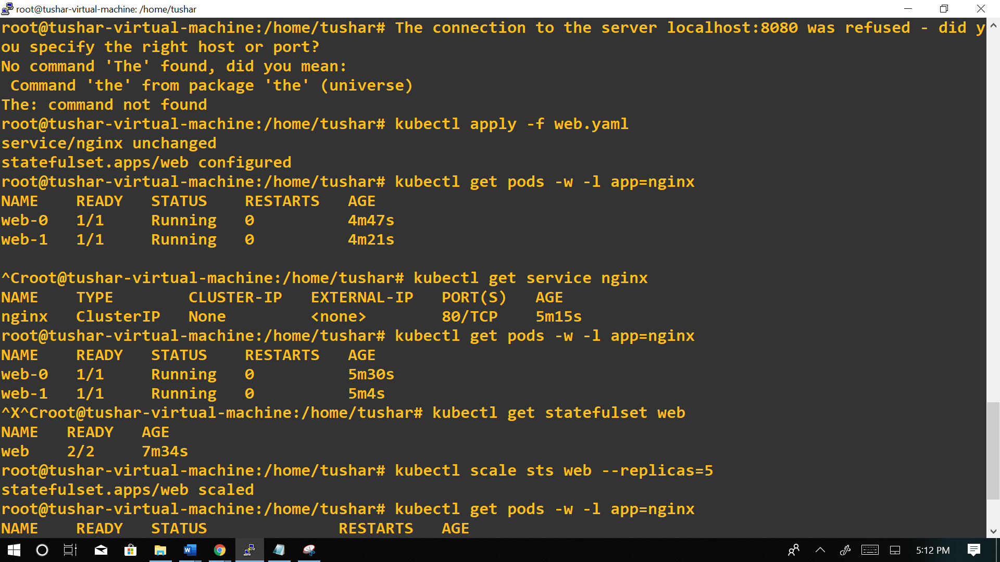 root@tushar-virtual-machine: /home/tushar
root@tushar-virtual-machine:/home/tushar# The connection to the server localhost:8080 was refused - did y
ou specify the right host or port?
No command 'The' found, did you mean:
 Command 'the' from package 'the' (universe)
The: command not found
root@tushar-virtual-machine:/home/tushar# kubectl apply -f web.yaml
service/nginx unchanged
statefulset.apps/web configured
root@tushar-virtual-machine:/home/tushar# kubectl get pods -w -l app=nginx
NAME    READY   STATUS    RESTARTS   AGE
web-0   1/1     Running   0          4m47s
web-1   1/1     Running   0          4m21s
^Croot@tushar-virtual-machine:/home/tushar# kubectl get service nginx
NAME    TYPE        CLUSTER-IP   EXTERNAL-IP   PORT(S)   AGE
nginx   ClusterIP   None         <none>        80/TCP    5m15s
root@tushar-virtual-machine:/home/tushar# kubectl get pods -w -l app=nginx
NAME    READY   STATUS    RESTARTS   AGE
web-0   1/1     Running   0          5m30s
web-1   1/1     Running   0          5m4s
^X^Croot@tushar-virtual-machine:/home/tushar# kubectl get statefulset web
NAME   READY   AGE
web    2/2     7m34s
root@tushar-virtual-machine:/home/tushar# kubectl scale sts web --replicas=5
statefulset.apps/web scaled
root@tushar-virtual-machine:/home/tushar# kubectl get pods -w -l app=nginx
NAME    READY   STATUS              RESTARTS   AGE
5:12 PM